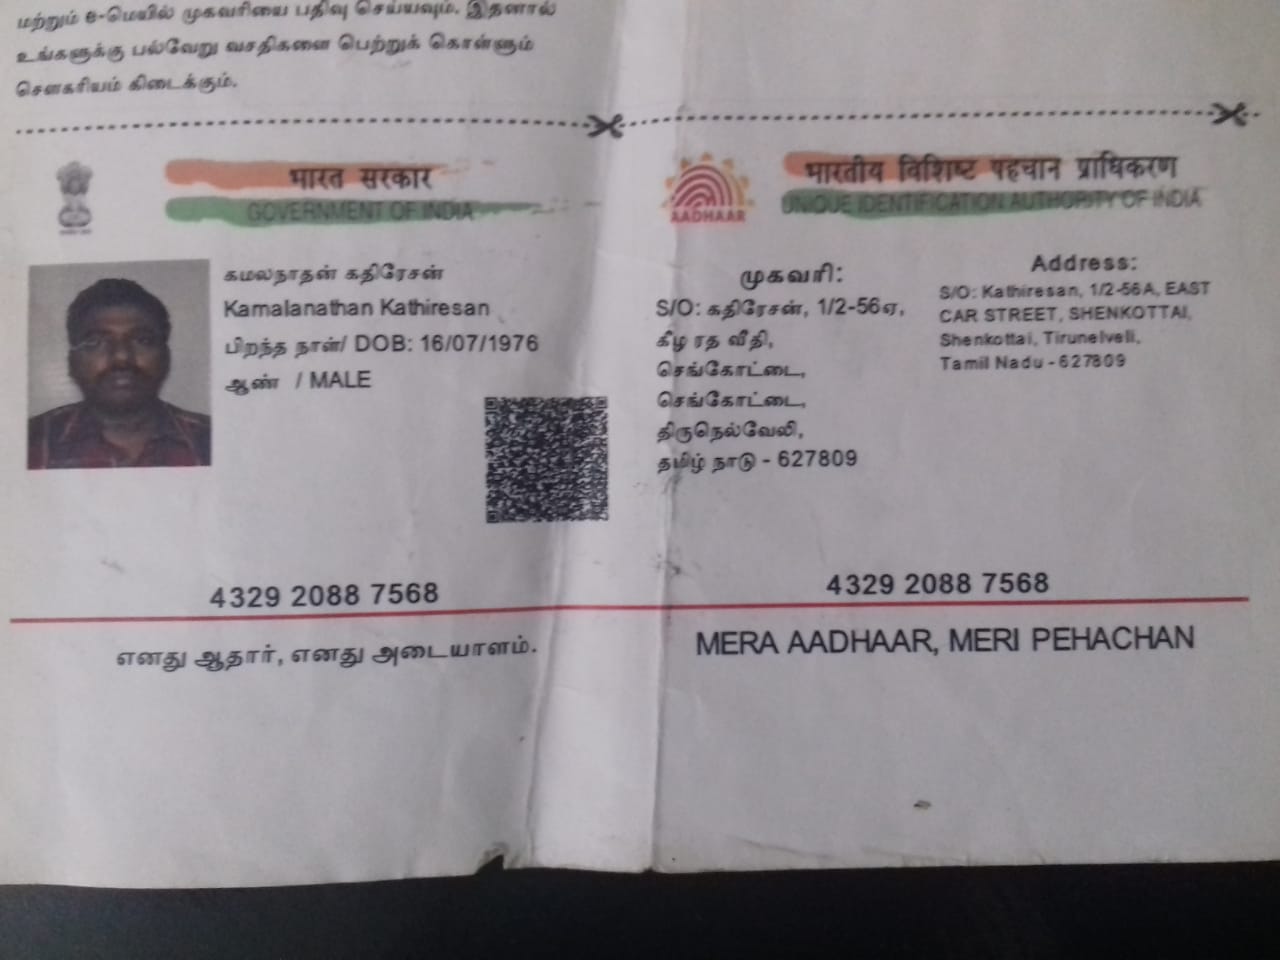 மற்றும் e-மெயில் முகவரியை பதிவு செய்யவும். இதனால்
உங்களுக்கு பல்வேறு வசதிகளை பெற்றுக் கொள்ளும்
சௌகரியம் கிடைக்கும்.
भारत सरकार
GOVERNMENT OF INDIA
கமலநாதன் கதிரேசன்
Kamalanathan Kathiresan
பிறந்த நாள்/ DOB: 16/07/1976
ஆண் / MALE
4329 2088 7568
எனது ஆதார், எனது அடையாளம்.
भारतीय विशिष्ट पहचान प्राधिकरण
UNIQUE IDENTIFICATION AUTHORITY OF INDIA
AADHAAR
முகவரி:
S/O: கதிரேசன், 1/2-56ஏ,
கீழ ரத வீதி,
செங்கோட்டை,
செங்கோட்டை,
திருநெல்வேலி,
தமிழ் நாடு - 627809
Address:
S/O: Kathiresan, 1/2-56A, EAST
CAR STREET, SHENKOTTAI,
Shenkottai, Tirunelveli,
Tamil Nadu - 627809
4329 2088 7568
MERA AADHAAR, MERI PEHACHAN